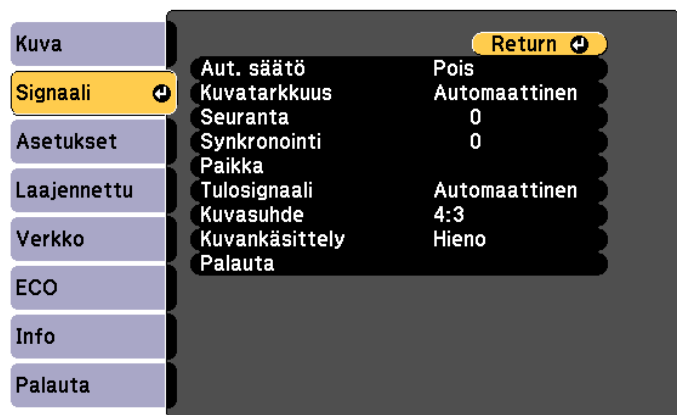 Kuva
Signaali
Asetukset
Laajennettu
Verkko
ECO
Info
Palauta
Return
Aut. säätö Pois
Kuvatarkkuus Automaattinen
Seuranta 0
Synkronointi 0
Paikka
Tulosignaali Automaattinen
Kuvasuhde 4:3
Kuvankäsittely Hieno
Palauta